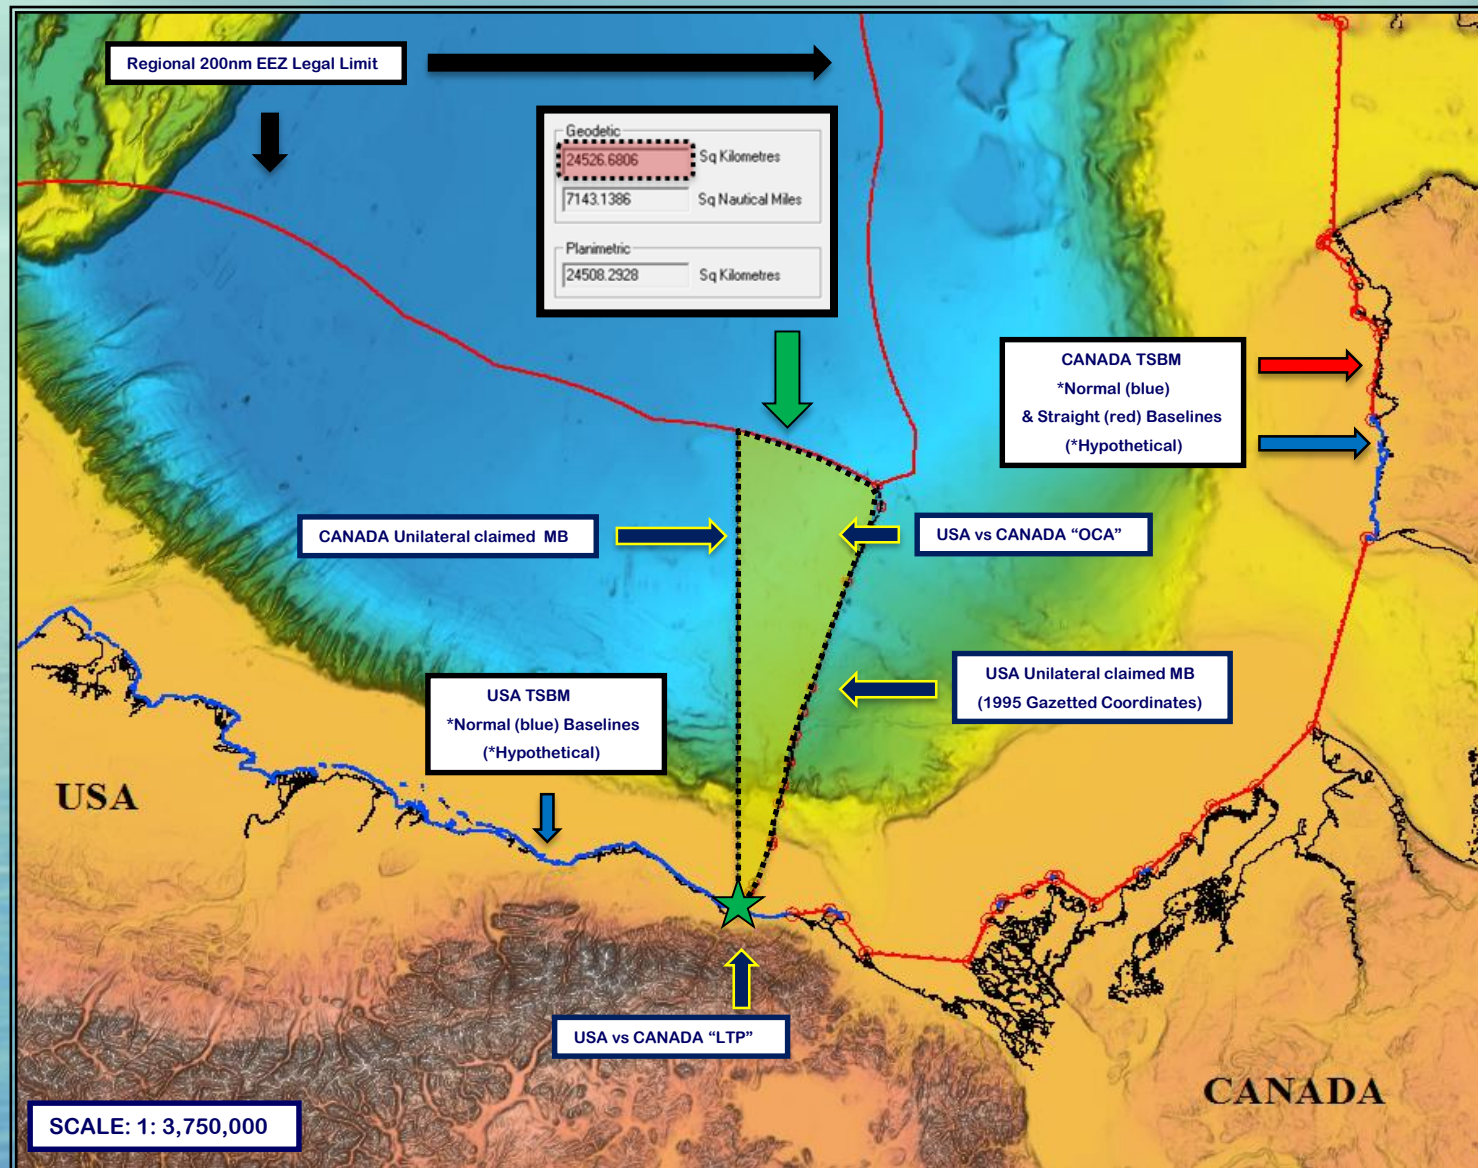 Regional 200nm EEZ Legal Limit
Geodetic
24526.6806 Sq Kilometres
7143.1386 Sq Nautical Miles
Planimetric
24508.2928 Sq Kilometres
CANADA TSBM
*Normal (blue)
& Straight (red) Baselines
(*Hypothetical)
CANADA Unilateral claimed MB
USA vs CANADA “OCA”
USA Unilateral claimed MB
(1995 Gazetted Coordinates)
USA TSBM
*Normal (blue) Baselines
(*Hypothetical)
USA
USA vs CANADA “LTP”
CANADA
SCALE: 1: 3,750,000